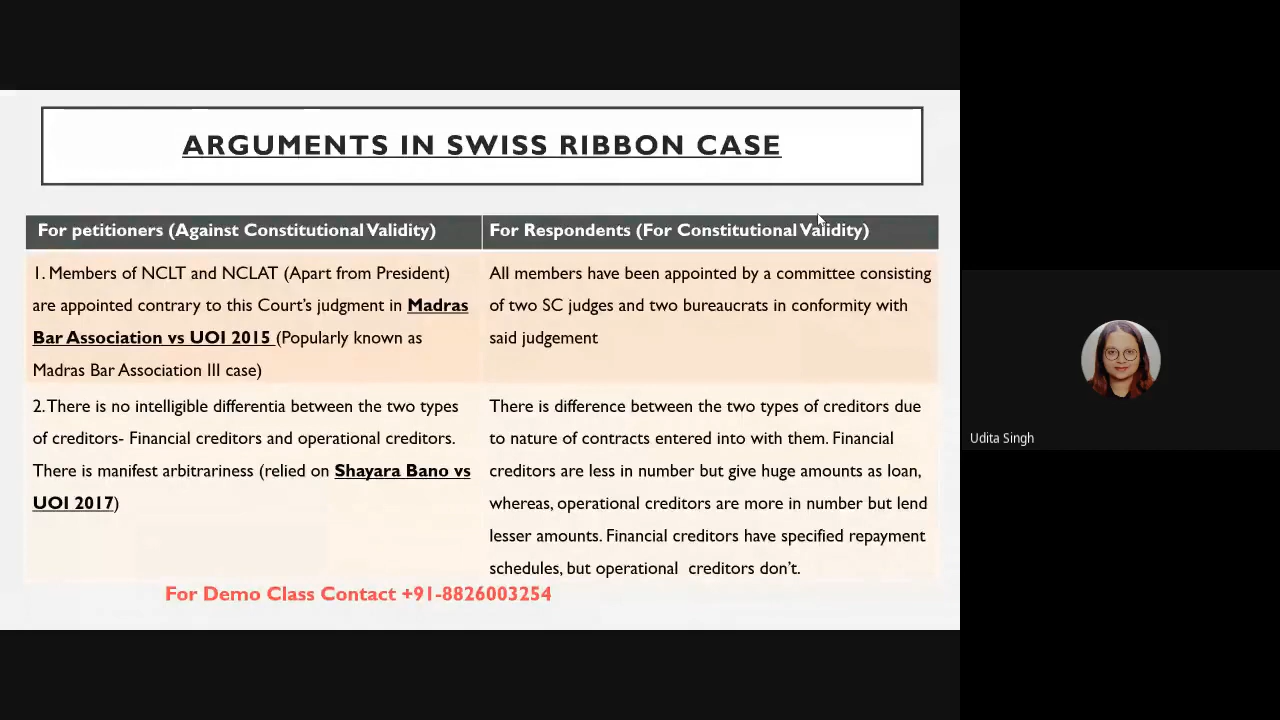 ARGUMENTS IN SWISS RIBBON CASE
For petitioners (Against Constitutional Validity)
For Respondents (For Constitutional Validity)
1. Members of NCLT and NCLAT (Apart from President)
are appointed contrary to this Court's judgment in Madras
Bar Association vs UOI 2015 (Popularly known as
Madras Bar Association III case)
All members have been appointed by a committee consisting
of two SC judges and two bureaucrats in conformity with
said judgement
2. There is no intelligible differentia between the two types
of creditors- Financial creditors and operational creditors.
There is manifest arbitrariness (relied on Shayara Bano vs
UOI 2017)
There is difference between the two types of creditors due
to nature of contracts entered into with them. Financial
creditors are less in number but give huge amounts as loan,
whereas, operational creditors are more in number but lend
lesser amounts. Financial creditors have specified repayment
schedules, but operational creditors don't.
For Demo Class Contact +91-8826003254
Udita Singh